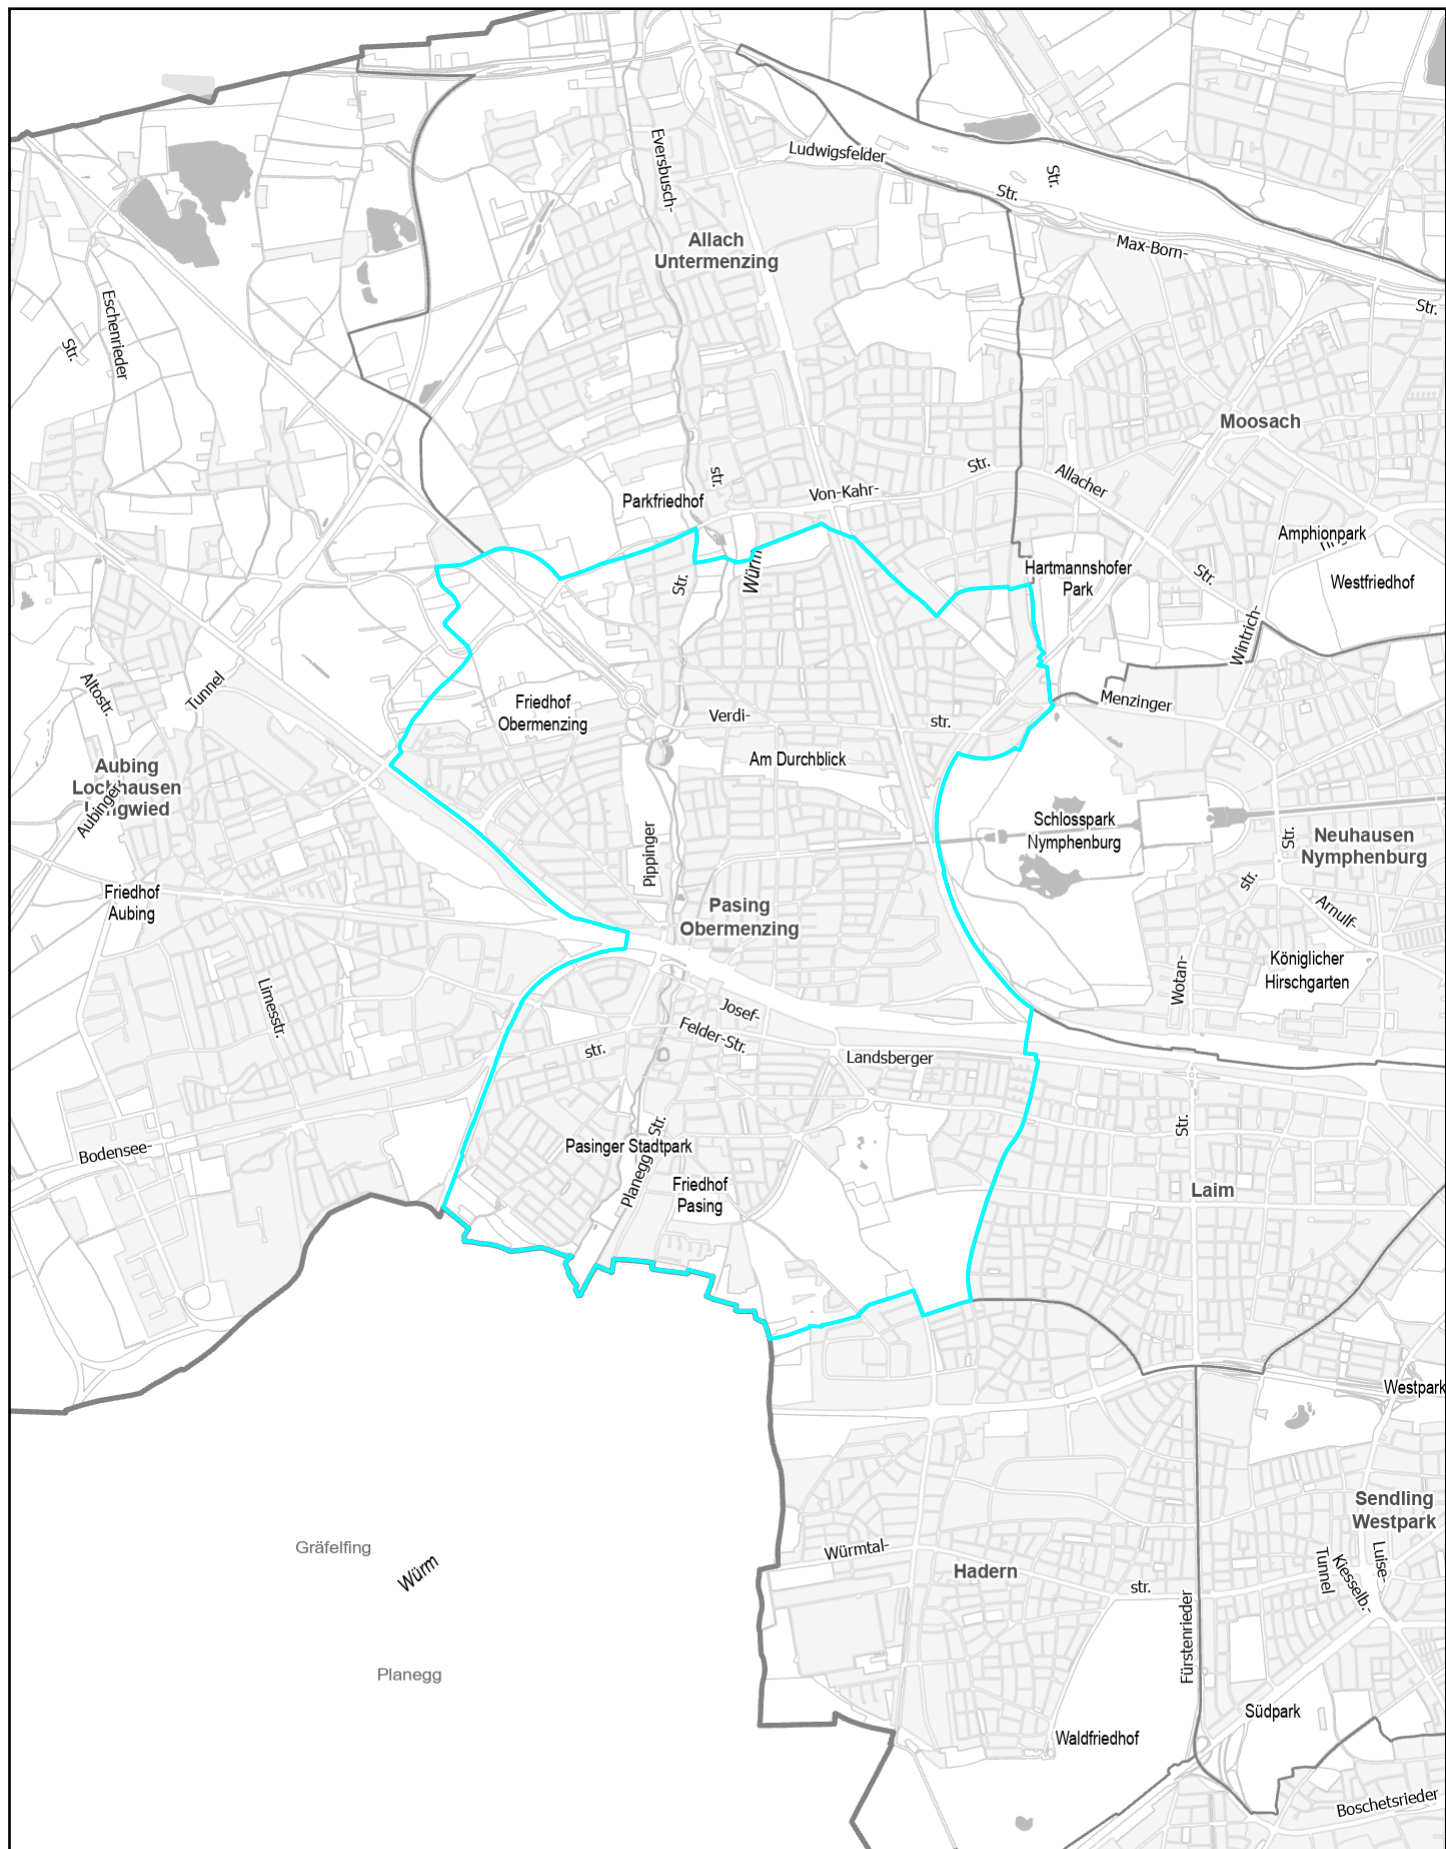 Eversbusch-
Ludwigsfelder
Str.
Str.
Allach
Untermenzing
Max-Born-
Str.
Eschenrieder
Str.
Moosach
str.
Str.
Allacher
Parkfriedhof
Von-Kahr-
Amphionpark
Westfriedhof
Hartmannshofer
Park
Str.
Str.
Würm
Wintrich-
Altostr.
Tunnel
Friedhof
Obermenzing
Verdi-
str.
Menzinger
Am Durchblick
Aubing
Lochhausen
Langwied
Aubinger
Schlosspark
Nymphenburg
Str.
Neuhausen
Nymphenburg
Pippinger
Friedhof
Aubing
Pasing
Obermenzing
str.
Arnulf-
Königlicher
Hirschgarten
Wotan-
Limesstr.
Josef-
Felder-Str.
str.
Landsberger
Str.
Bodensee-
Pasinger Stadtpark
Str.
Planegg
Friedhof
Pasing
Laim
Westpark
Sendling
Westpark
Gräfelfing
Würm
Würmtal-
Hadern
str.
Tunnel
Kiesselb.-
Luise-
Fürstenrieder
Planegg
Südpark
Waldfriedhof
Boschetsrieder